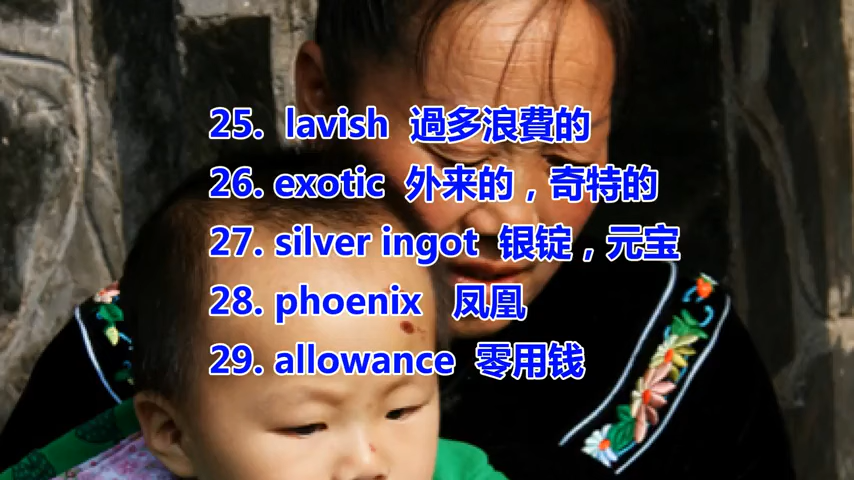 25. lavish 過多浪費的
26. exotic 外来的，奇特的
27. silver ingot 银锭，元宝
28. phoenix 凤凰
29. allowance 零用钱